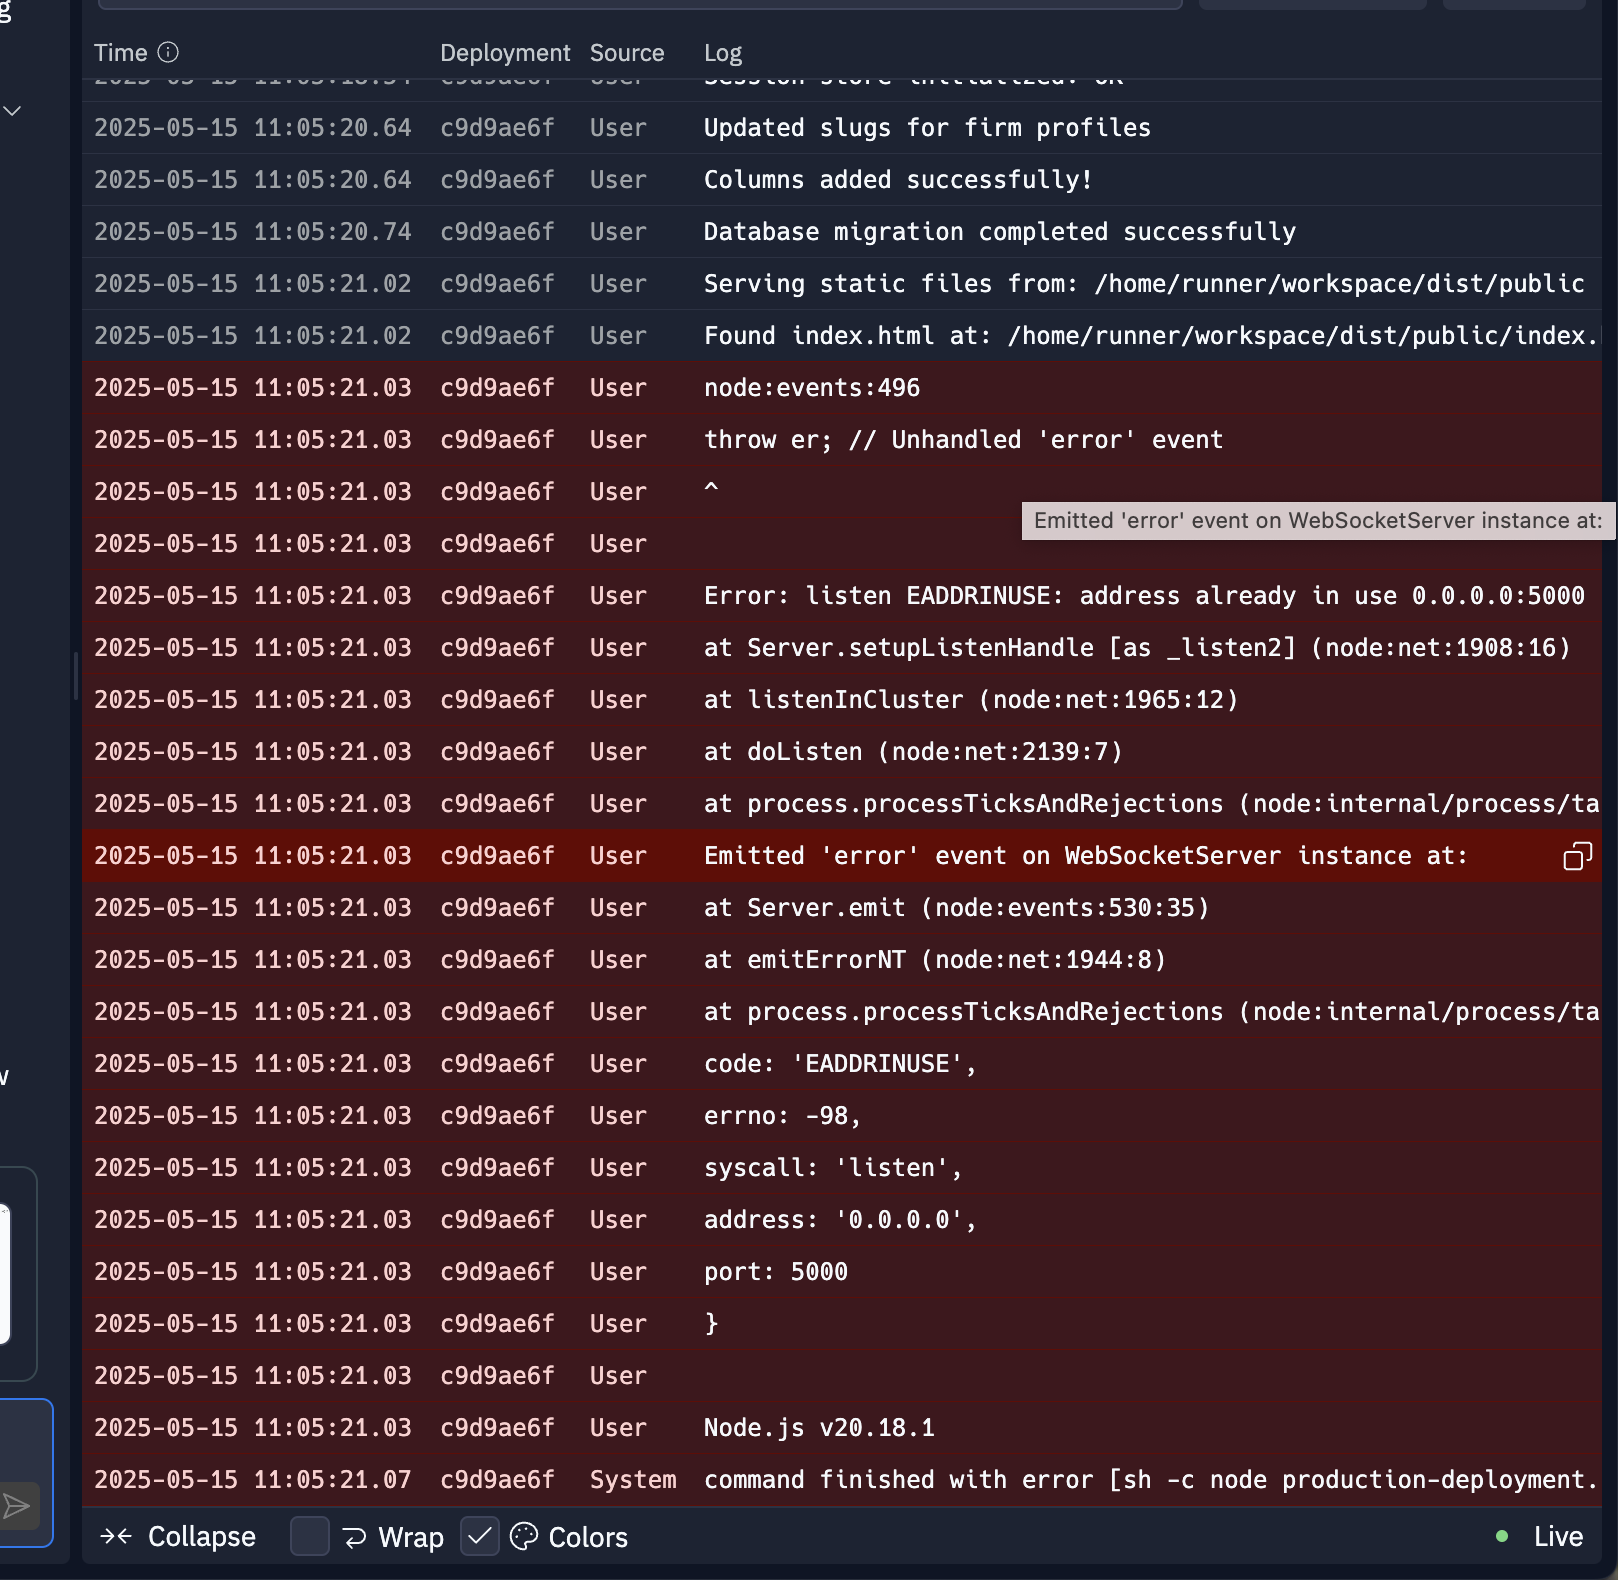 g
Time Deployment Source Log
2025-05-15 11:05:20.64 c9d9ae6f User Updated slugs for firm profiles
2025-05-15 11:05:20.64 c9d9ae6f User Columns added successfully!
2025-05-15 11:05:20.74 c9d9ae6f User Database migration completed successfully
2025-05-15 11:05:21.02 c9d9ae6f User Serving static files from: /home/runner/workspace/dist/public
2025-05-15 11:05:21.02 c9d9ae6f User Found index.html at: /home/runner/workspace/dist/public/index.
2025-05-15 11:05:21.03 c9d9ae6f User node:events:496
2025-05-15 11:05:21.03 c9d9ae6f User throw er; // Unhandled 'error' event
2025-05-15 11:05:21.03 c9d9ae6f User ^
Emitted 'error' event on WebSocketServer instance at:
2025-05-15 11:05:21.03 c9d9ae6f User
2025-05-15 11:05:21.03 c9d9ae6f User Error: listen EADDRINUSE: address already in use 0.0.0.0:5000
2025-05-15 11:05:21.03 c9d9ae6f User at Server.setupListenHandle [as _listen2] (node:net:1908:16)
2025-05-15 11:05:21.03 c9d9ae6f User at listenInCluster (node:net:1965:12)
2025-05-15 11:05:21.03 c9d9ae6f User at doListen (node:net:2139:7)
2025-05-15 11:05:21.03 c9d9ae6f User at process.processTicksAndRejections (node:internal/process/ta
2025-05-15 11:05:21.03 c9d9ae6f User Emitted 'error' event on WebSocketServer instance at:
2025-05-15 11:05:21.03 c9d9ae6f User at Server.emit (node:events:530:35)
2025-05-15 11:05:21.03 c9d9ae6f User at emitErrorNT (node:net:1944:8)
2025-05-15 11:05:21.03 c9d9ae6f User at process.processTicksAndRejections (node:internal/process/ta
2025-05-15 11:05:21.03 c9d9ae6f User code: 'EADDRINUSE',
2025-05-15 11:05:21.03 c9d9ae6f User errno: -98,
2025-05-15 11:05:21.03 c9d9ae6f User syscall: 'listen',
2025-05-15 11:05:21.03 c9d9ae6f User address: '0.0.0.0',
2025-05-15 11:05:21.03 c9d9ae6f User port: 5000
2025-05-15 11:05:21.03 c9d9ae6f User }
2025-05-15 11:05:21.03 c9d9ae6f User
2025-05-15 11:05:21.03 c9d9ae6f User Node.js v20.18.1
2025-05-15 11:05:21.07 c9d9ae6f System command finished with error [sh -c node production-deployment.
Collapse Wrap Colors Live